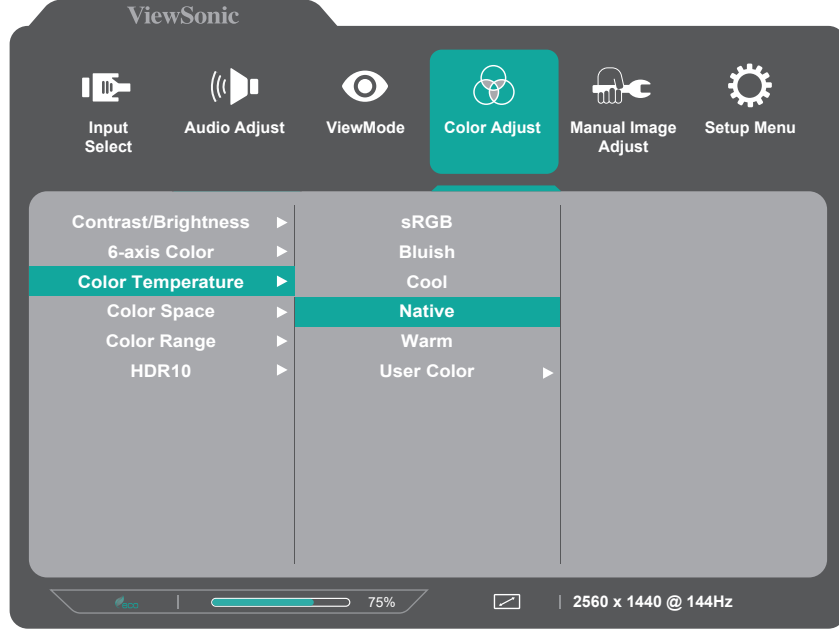 ViewSonic
Input
Select
Audio Adjust
ViewMode
Color Adjust
Manual Image
Adjust
Setup Menu
Contrast/Brightness
6-axis Color
Color Temperature
Color Space
Color Range
HDR10
sRGB
Bluish
Cool
Native
Warm
User Color
eco
75%
2560 x 1440 @ 144Hz